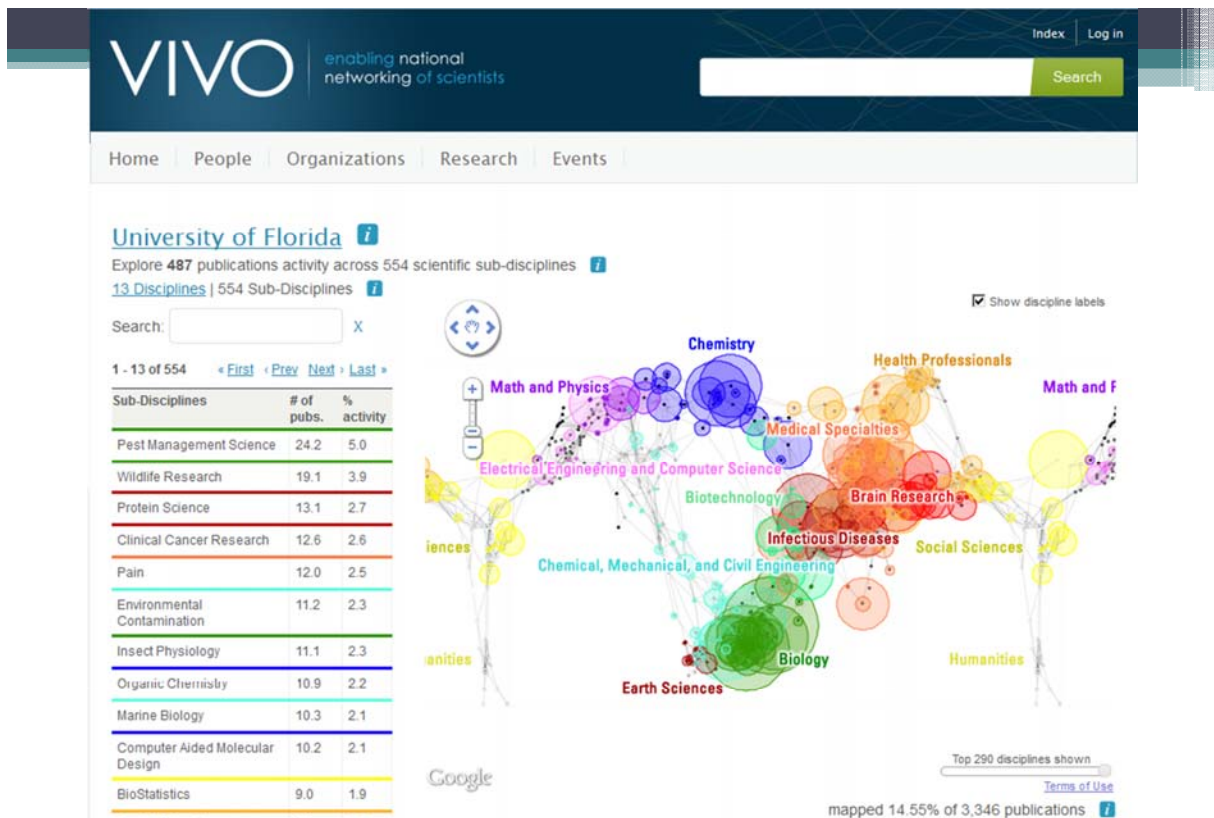 VIVO
enabling national
networking of scientists
Index
Log in
Search
Home
People
Organizations
Research
Events
University of Florida i
Explore 487 publications activity across 554 scientific sub-disciplines i
13 Disciplines | 554 Sub-Disciplines i
Search: X
1 - 13 of 554 « First ‹ Prev Next › Last »
Sub-Disciplines # of pubs. % activity
Pest Management Science 24.2 5.0
Wildlife Research 19.1 3.9
Protein Science 13.1 2.7
Clinical Cancer Research 12.6 2.6
Pain 12.0 2.5
Environmental
Contamination 11.2 2.3
Insect Physiology 11.1 2.3
Organic Chemistry 10.9 2.2
Marine Biology 10.3 2.1
Computer Aided Molecular
Design 10.2 2.1
BioStatistics 9.0 1.9
Show discipline labels
Chemistry
Health Professionals
Math and Physics
Math and F
Medical Specialties
Electrical Engineering and Computer Science
Biotechnology
Brain Research
Infectious Diseases
iences
Social Sciences
Chemical, Mechanical, and Civil Engineering
anities
Biology
Humanities
Earth Sciences
Google
Top 290 disciplines shown
Terms of Use
mapped 14.55% of 3,346 publications i